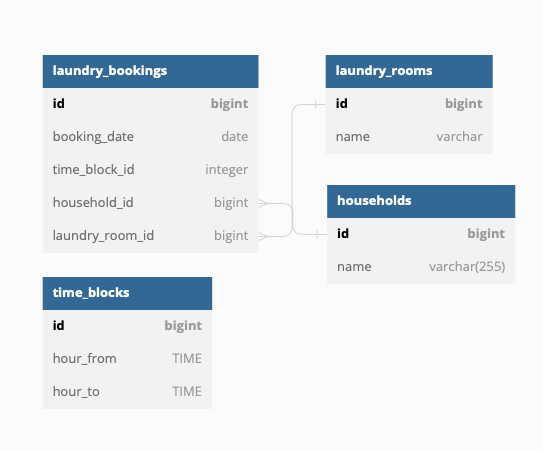 laundry_bookings
id bigint
booking_date date
time_block_id integer
household_id bigint
laundry_room_id bigint
laundry_rooms
id bigint
name varchar
households
id bigint
name varchar(255)
time_blocks
id bigint
hour_from TIME
hour_to TIME